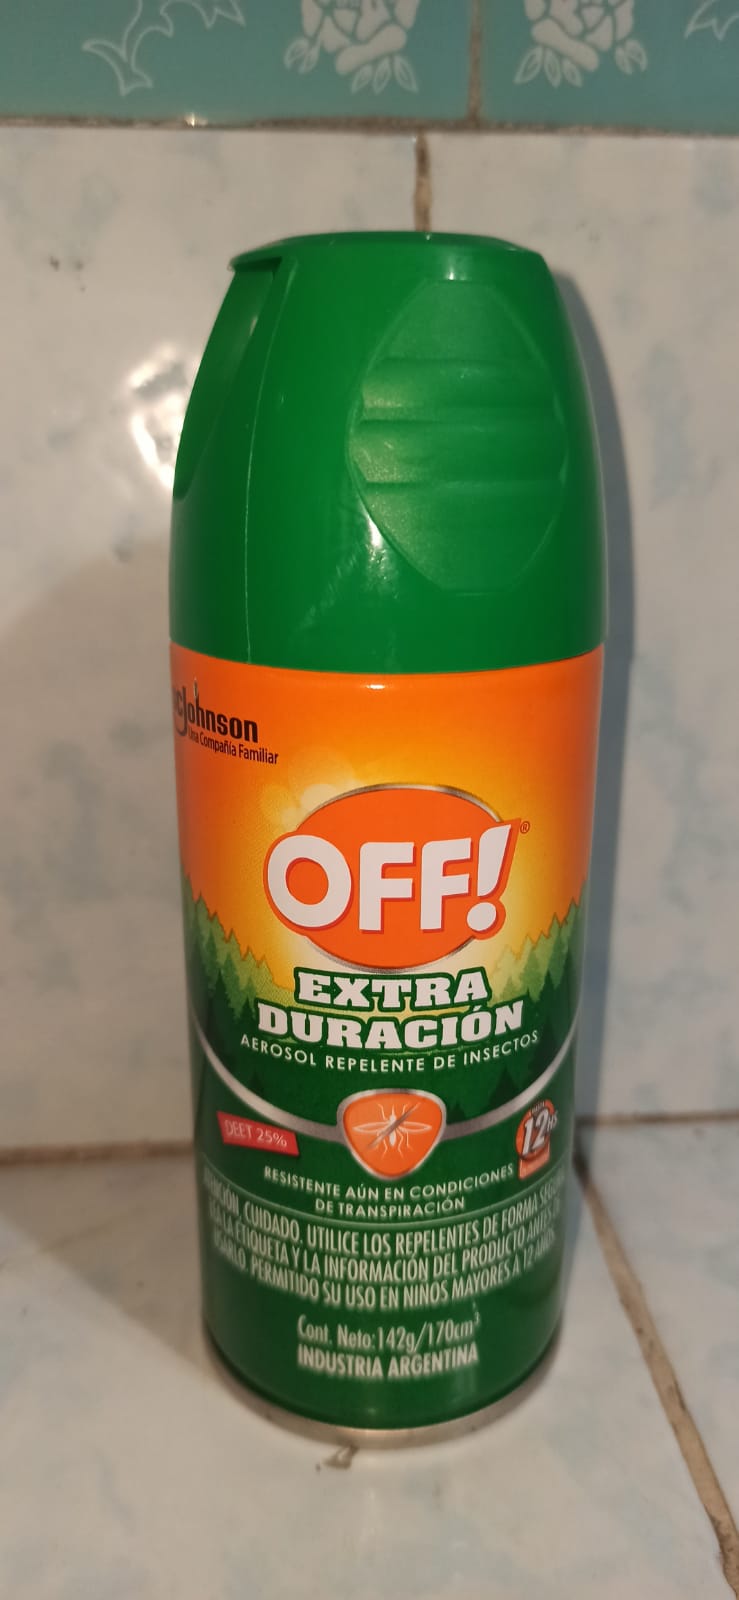 Johnson
Una Compañía Familiar
OFF!®
EXTRA
DURACIÓN
AEROSOL REPELENTE DE INSECTOS
DEET 25%
12HS
RESISTENTE AÚN EN CONDICIONES
DE TRANSPIRACIÓN
CUIDADO. UTILICE LOS REPELENTES DE FORMA
LA ETIQUETA Y LA INFORMACIÓN DEL PRODUCTO ANTES DE
USARLO. PERMITIDO SU USO EN NIÑOS MAYORES A 12 AÑOS.
Cont. Neto:142g/170cm³
INDUSTRIA ARGENTINA